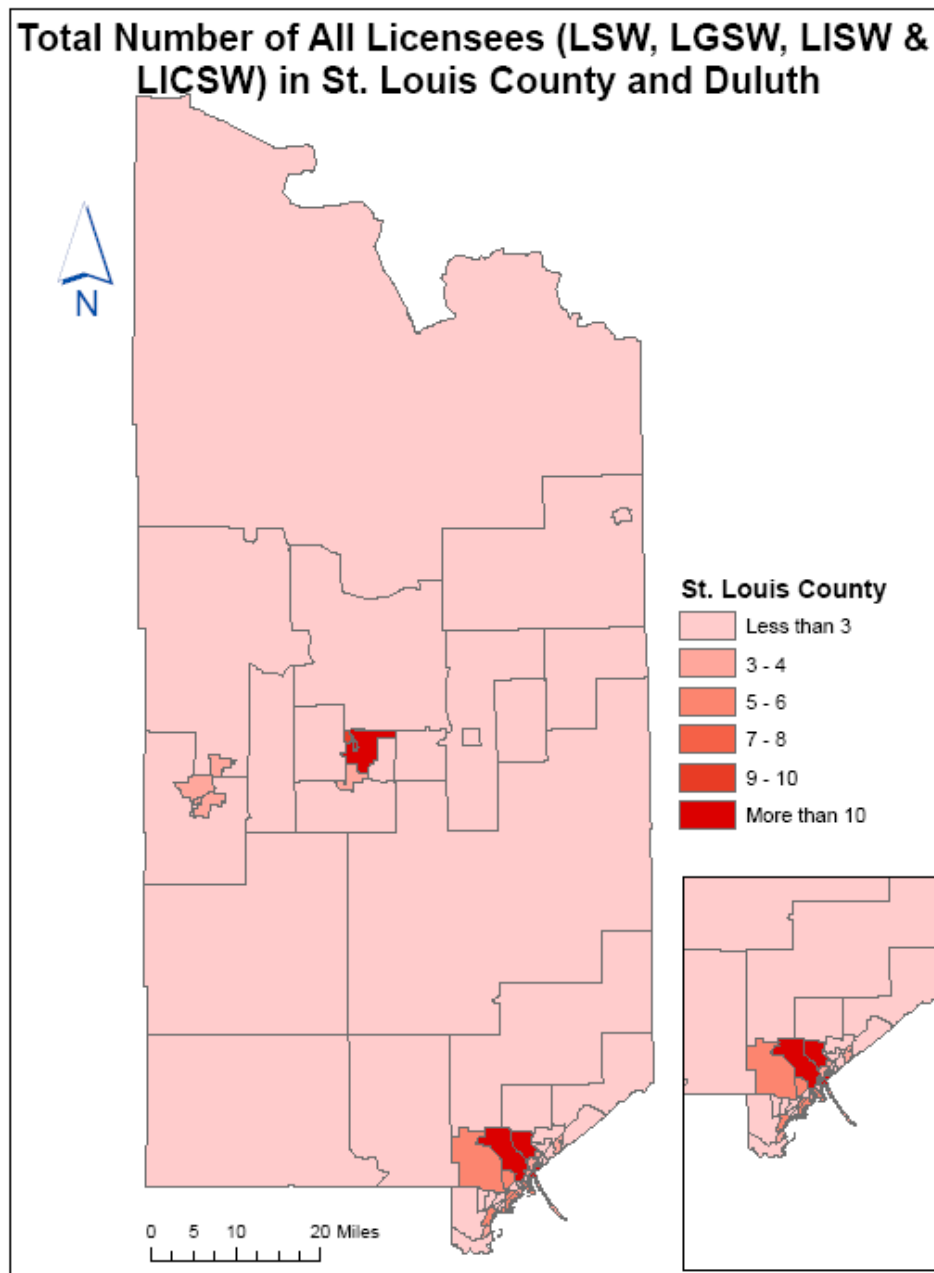 Total Number of All Licensees (LSW, LGSW, LISW &
LICSW) in St. Louis County and Duluth
N
St. Louis County
Less than 3
3 - 4
5 - 6
7 - 8
9 - 10
More than 10
0 5 10 20 Miles